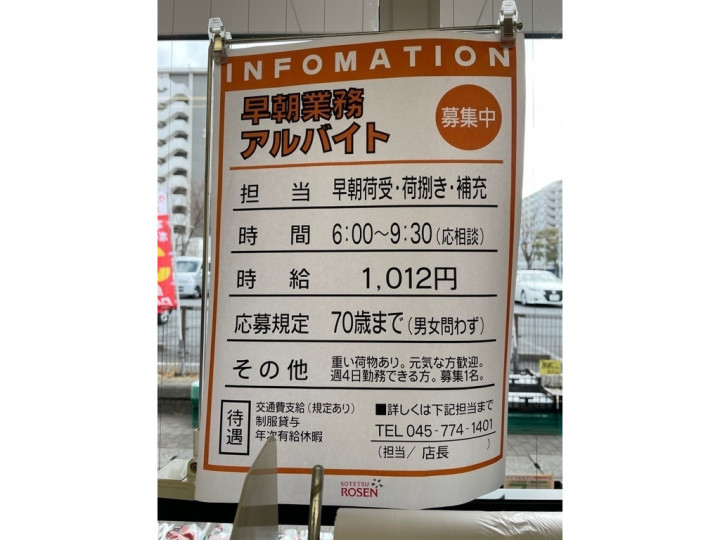 INFOMATION
早朝業務
アルバイト
募集中
担当 早朝荷受・荷捌き・補充
時間 6:00～9:30(応相談)
時給 1,012円
応募規定 70歳まで(男女問わず)
その他 重い荷物あり。元気な方歓迎。
週4日勤務できる方。募集1名。
待遇
交通費支給(規定あり)
制服貸与
年次有給休暇
■詳しくは下記担当まで
TEL 045-774-1401
(担当/店長 )
SOTETSU
ROSEN